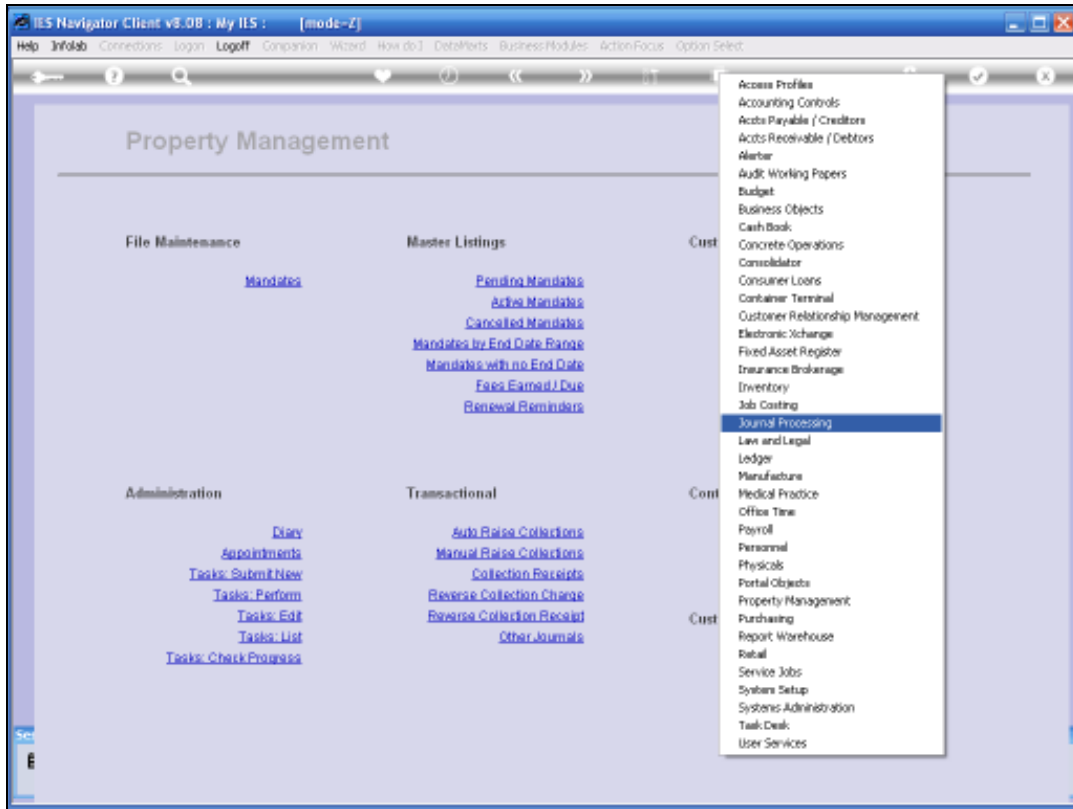 IES Navigator Client v8.08 : My IES : [mode-Z]
Help Infolab Connections Logon Logoff Companion Wizard How do I DataAlerts Business Modules Action Focus Option Select
Property Management
File Maintenance
Mandates
Master Listings
Pending Mandates
Active Mandates
Cancelled Mandates
Mandates by End Date Range
Mandates with no End Date
Fees Earned / Due
Renewal Reminders
Cust
Administration
Diary
Appointments
Tasks: Submit New
Tasks: Perform
Tasks: Edit
Tasks: List
Tasks: Check Progress
Transactional
Auto Raise Collections
Manual Raise Collections
Collection Receipts
Reverse Collection Charge
Reverse Collection Receipt
Other Journals
Cont
Cust
Access Profiles
Accounting Controls
Accts Payable / Creditors
Accts Receivable / Debtors
Alerter
Audit Working Papers
Budget
Business Objects
Cash Book
Concrete Operations
Consolidator
Consumer Loans
Container Terminal
Customer Relationship Management
Electronic Xchange
Fixed Asset Register
Insurance Brokerage
Inventory
Job Costing
Journal Processing
Law and Legal
Ledger
Manufacture
Medical Practice
Office Time
Payroll
Personnel
Physicals
Portal Objects
Property Management
Purchasing
Report Warehouse
Retail
Service Jobs
System Setup
Systems Administration
Task Desk
User Services
Se